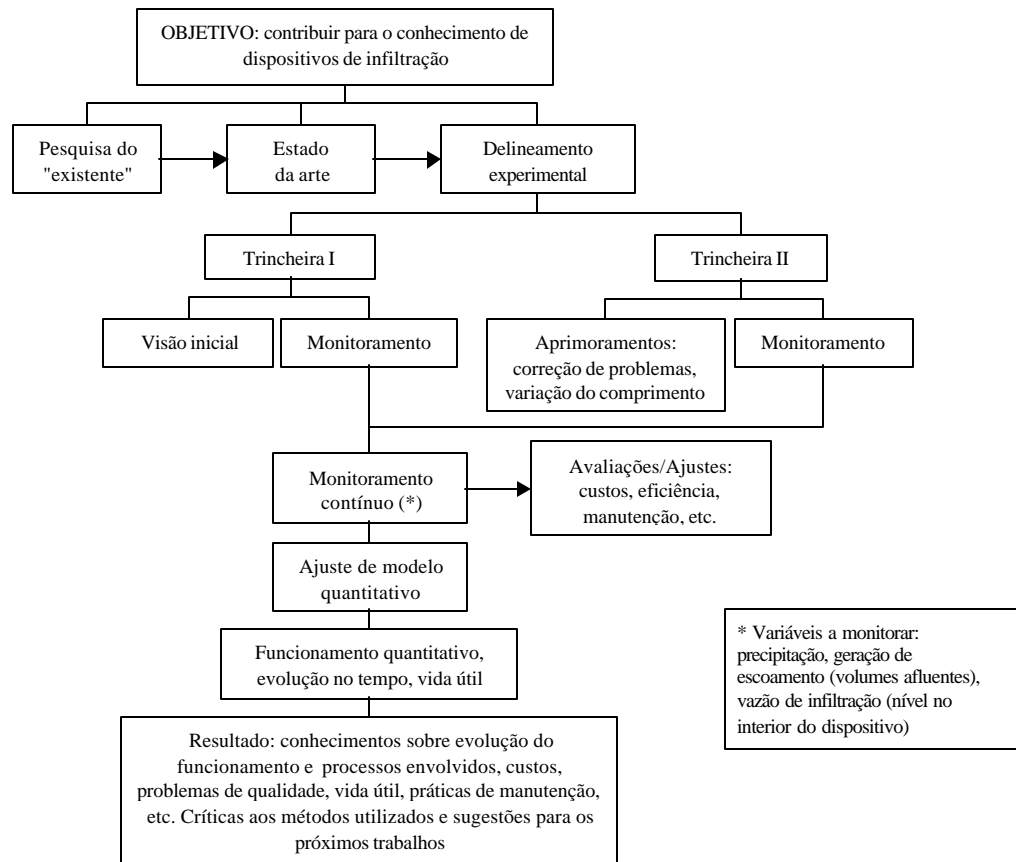 OBJETIVO: contribuir para o conhecimento de
dispositivos de infiltração
Pesquisa do
"existente"
Estado
da arte
Delineamento
experimental
Trincheira I
Trincheira II
Visão inicial
Monitoramento
Aprimoramentos:
correção de problemas,
variação do comprimento
Monitoramento
Monitoramento
contínuo (*)
Avaliações/Ajustes:
custos, eficiência,
manutenção, etc.
Ajuste de modelo
quantitativo
Funcionamento quantitativo,
evolução no tempo, vida útil
* Variáveis a monitorar:
precipitação, geração de
escoamento (volumes afluentes),
vazão de infiltração (nível no
interior do dispositivo)
Resultado: conhecimentos sobre evolução do
funcionamento e processos envolvidos, custos,
problemas de qualidade, vida útil, práticas de manutenção,
etc. Críticas aos métodos utilizados e sugestões para os
próximos trabalhos